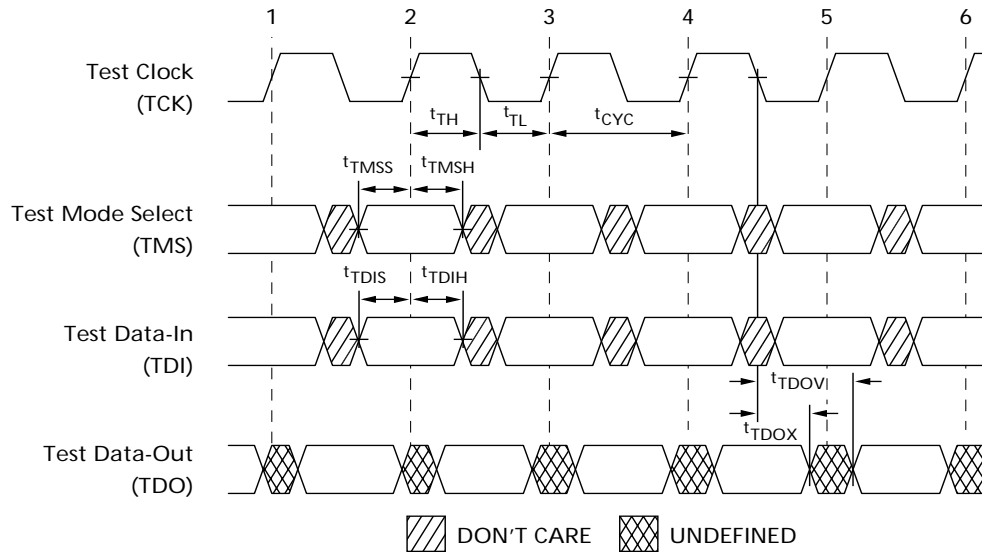 1 2 3 4 5 6
Test Clock
(TCK)
tTH tTL tCYC
tTMSS tTMSH
Test Mode Select
(TMS)
tTDIS tTDIH
Test Data-In
(TDI)
tTDOV
tTDOX
Test Data-Out
(TDO)
DON'T CARE UNDEFINED